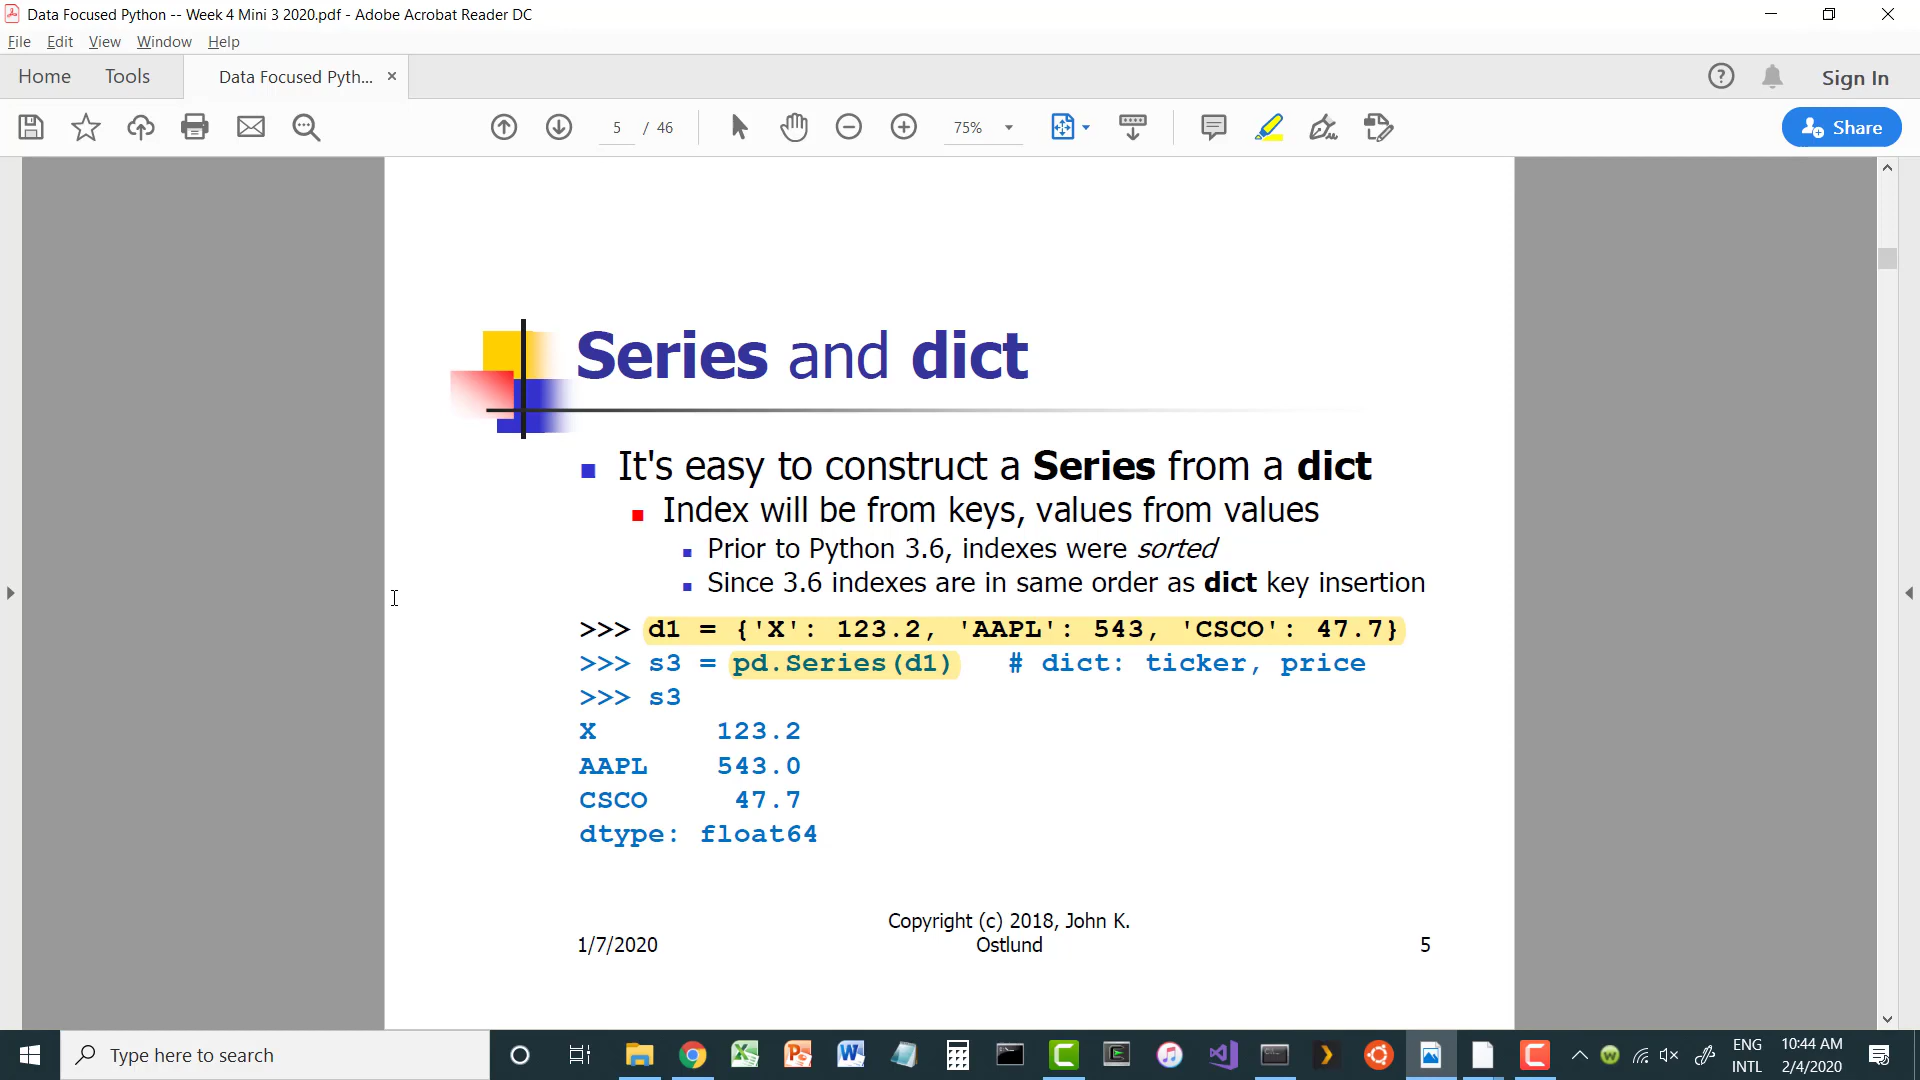 Data Focused Python -- Week 4 Mini 3 2020.pdf - Adobe Acrobat Reader DC
File Edit View Window Help
Home Tools Data Focused Pyth... × Sign In
5 / 46 75% Share
Series and dict
It's easy to construct a Series from a dict
Index will be from keys, values from values
Prior to Python 3.6, indexes were sorted
Since 3.6 indexes are in same order as dict key insertion
>>> d1 = {'X': 123.2, 'AAPL': 543, 'CSCO': 47.7}
>>> s3 = pd.Series(d1) # dict: ticker, price
>>> s3
X 123.2
AAPL 543.0
CSCO 47.7
dtype: float64
Copyright (c) 2018, John K.
1/7/2020 Ostlund 5
Type here to search
ENG 10:44 AM
INTL 2/4/2020